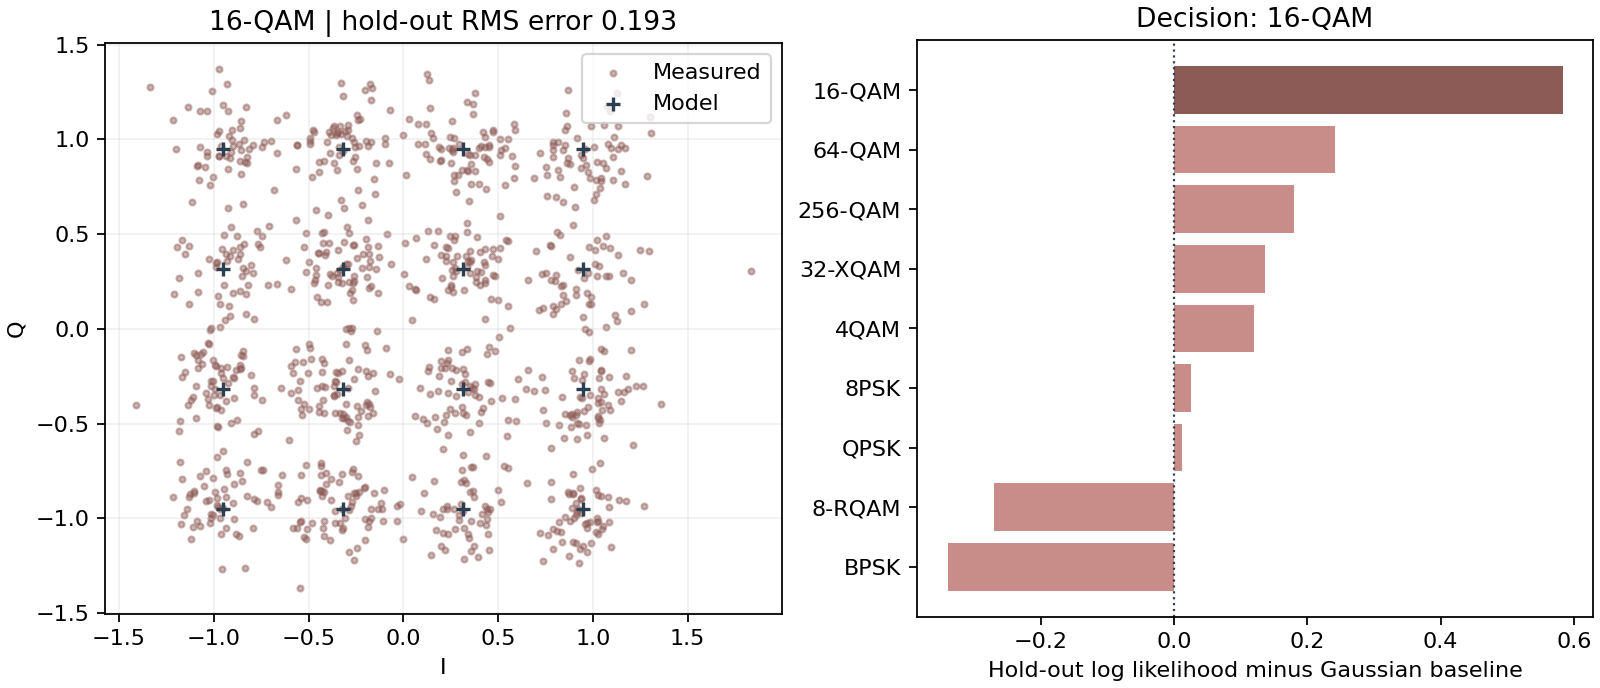 16-QAM | hold-out RMS error 0.193
Measured
Model
1.5
1.0
0.5
0.0
−0.5
−1.0
−1.5
Q
−1.5
−1.0
−0.5
0.0
0.5
1.0
1.5
I
Decision: 16-QAM
16-QAM
64-QAM
256-QAM
32-XQAM
4QAM
8PSK
QPSK
8-RQAM
BPSK
−0.2
0.0
0.2
0.4
0.6
Hold-out log likelihood minus Gaussian baseline